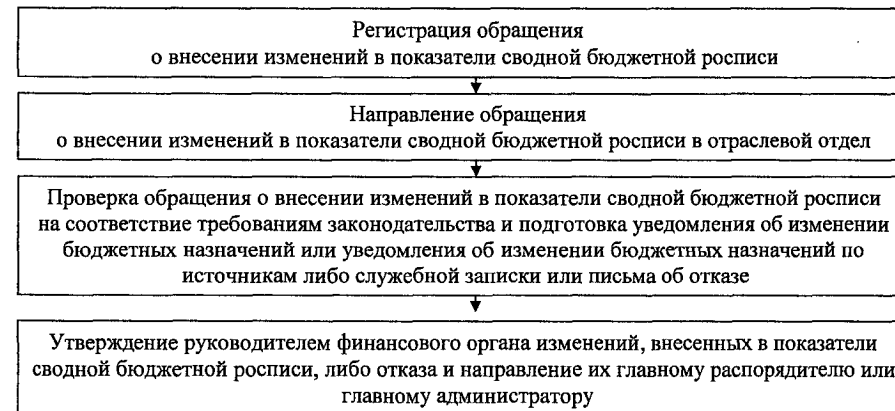 Регистрация обращения
о внесении изменений в показатели сводной бюджетной росписи
Направление обращения
о внесении изменений в показатели сводной бюджетной росписи в отраслевой отдел
Проверка обращения о внесении изменений в показатели сводной бюджетной росписи
на соответствие требованиям законодательства и подготовка уведомления об изменении
бюджетных назначений или уведомления об изменении бюджетных назначений по
источникам либо служебной записки или письма об отказе
Утверждение руководителем финансового органа изменений, внесенных в показатели
сводной бюджетной росписи, либо отказа и направление их главному распорядителю или
главному администратору